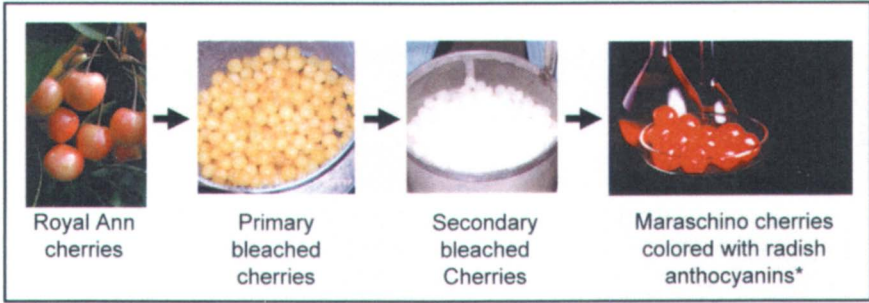 Royal Ann
cherries
Primary
bleached
cherries
Secondary
bleached
Cherries
Maraschino cherries
colored with radish
anthocyanins*